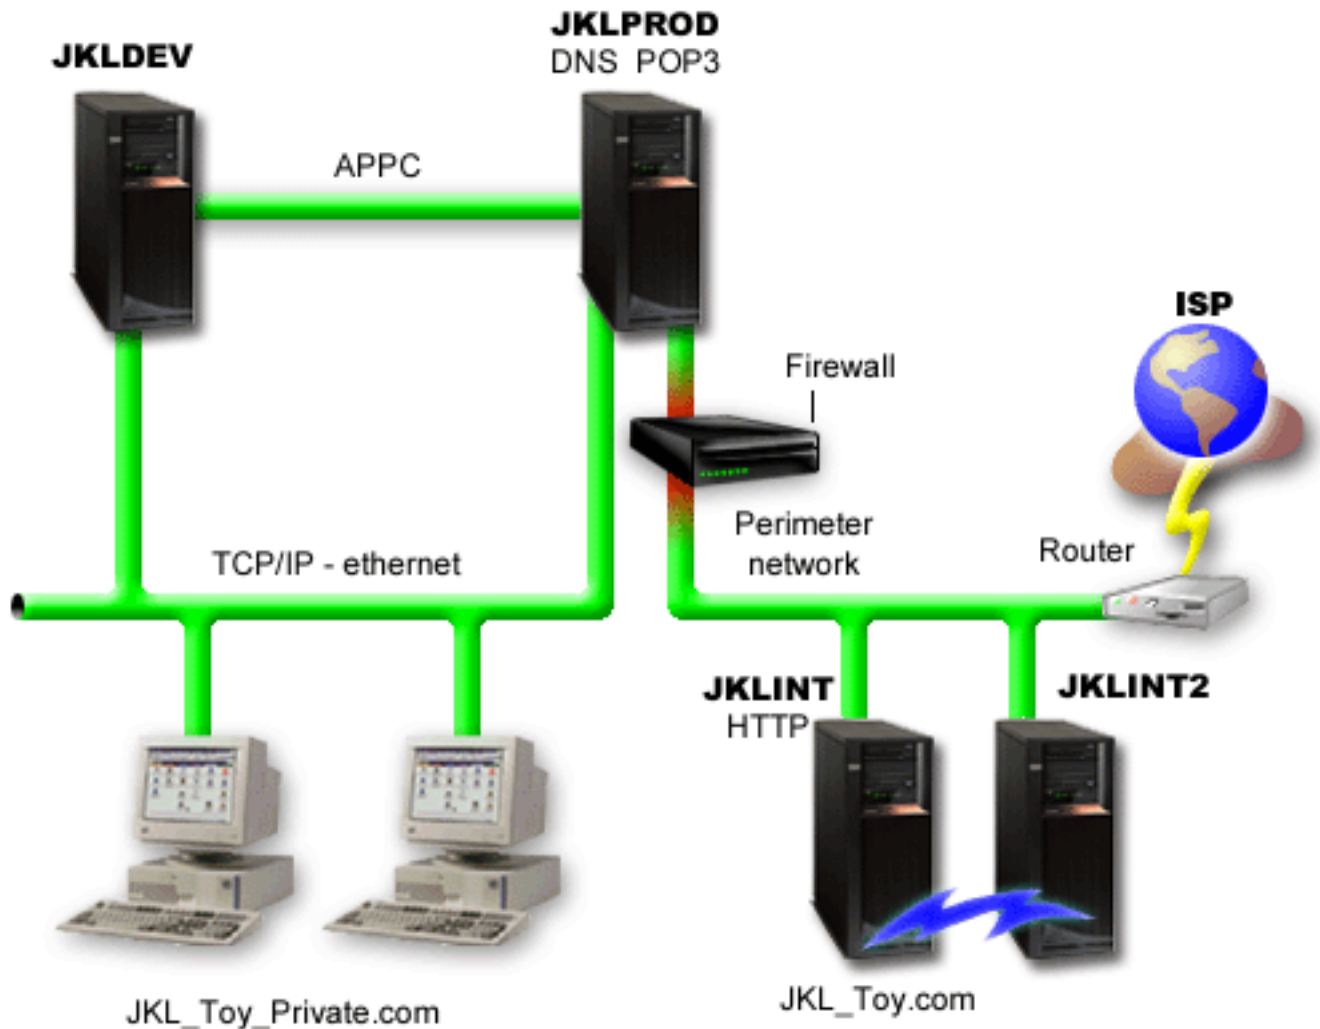 JKLPROD
DNS POP3
JKLDEV
APPC
ISP
Firewall
Perimeter
network
Router
TCP/IP - ethernet
JKLINT
HTTP
JKLINT2
JKL_Toy.com
JKL_Toy_Private.com